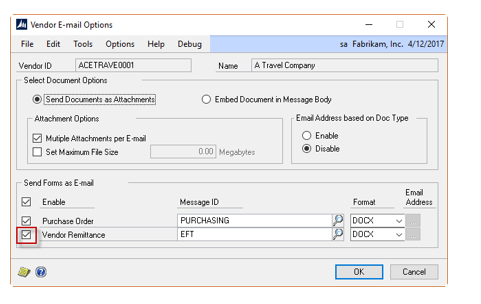 Vendor E-mail Options
File Edit Tools Options Help Debug sa Fabrikam, Inc. 4/12/2017
Vendor ID ACETRAVE0001 Name A Travel Company
Select Document Options
Send Documents as Attachments Embed Document in Message Body
Attachment Options Email Address based on Doc Type
Mutiple Attachments per E-mail Enable
Set Maximum File Size 0.00 Megabytes Disable
Send Forms as E-mail
Enable Message ID Format Email Address
Purchase Order PURCHASING DOCX
Vendor Remittance EFT DOCX
OK Cancel